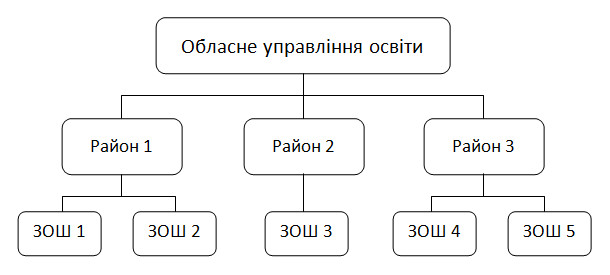 Обласне управління освіти
Район 1
Район 2
Район 3
ЗОШ 1
ЗОШ 2
ЗОШ 3
ЗОШ 4
ЗОШ 5